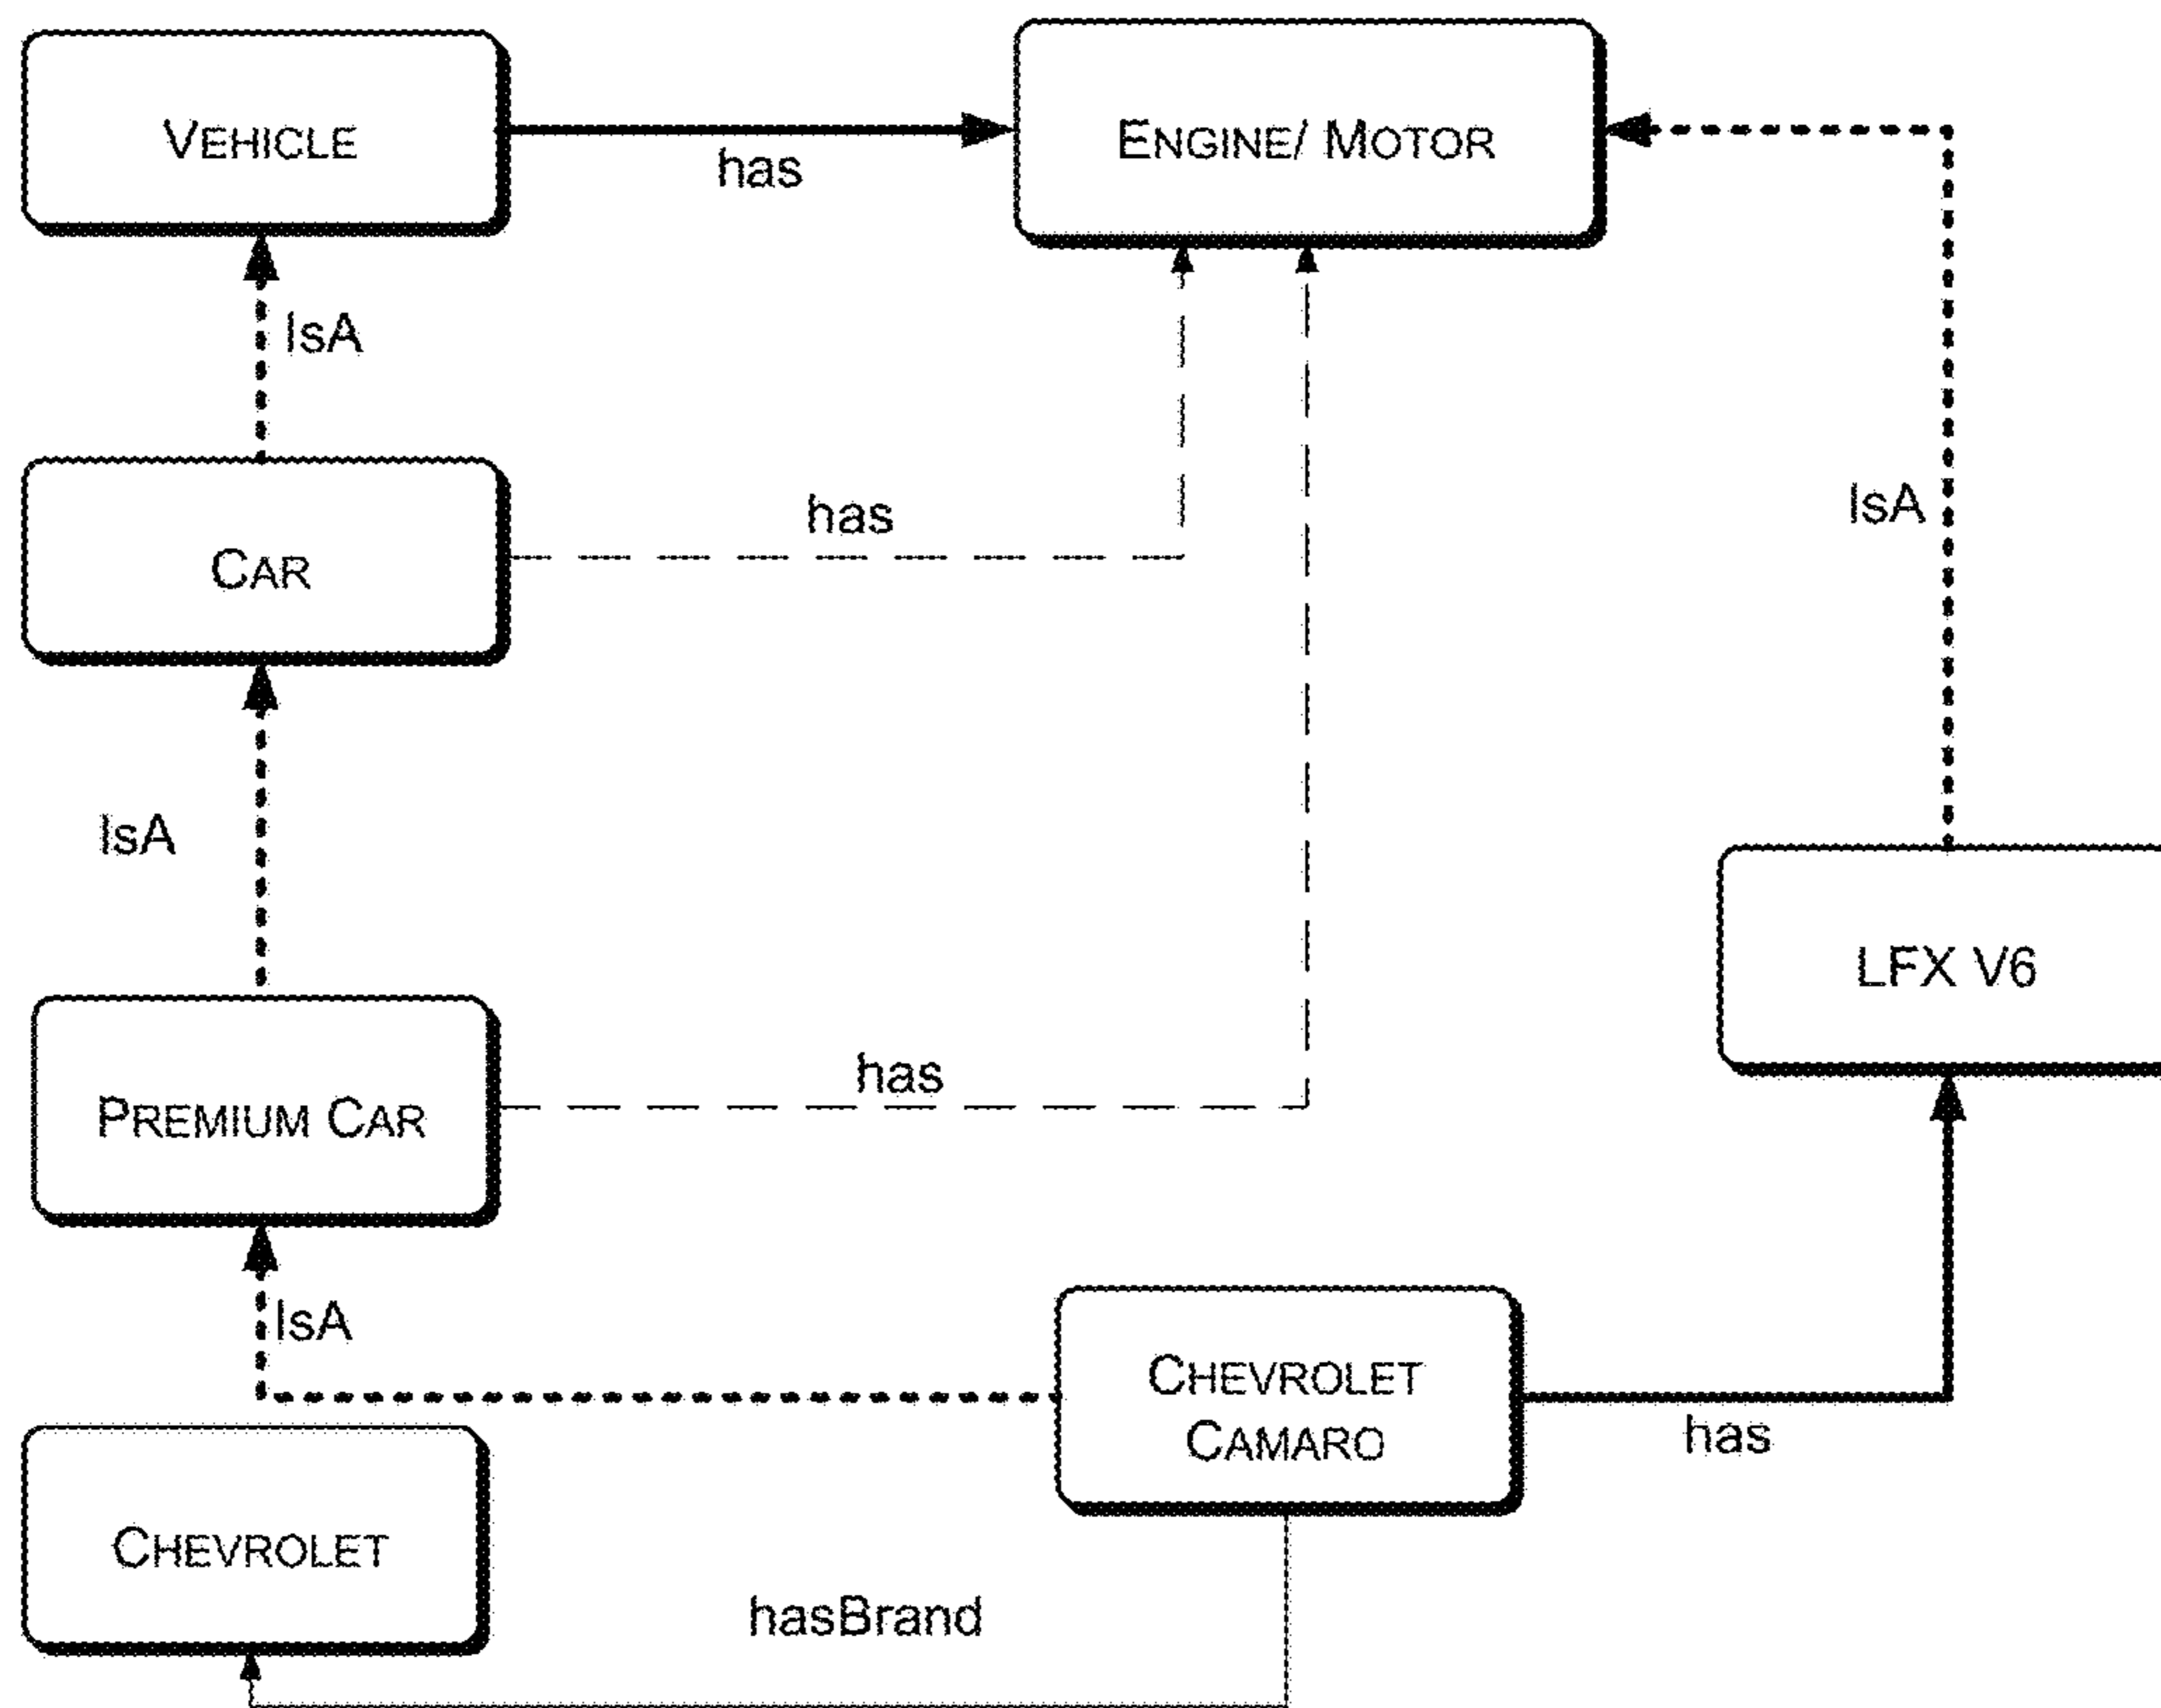 VEHICLE
has
ENGINE/ MOTOR
IsA
CAR
has
IsA
IsA
PREMIUM CAR
has
LFX V6
IsA
CHEVROLET
CAMARO
has
CHEVROLET
hasBrand